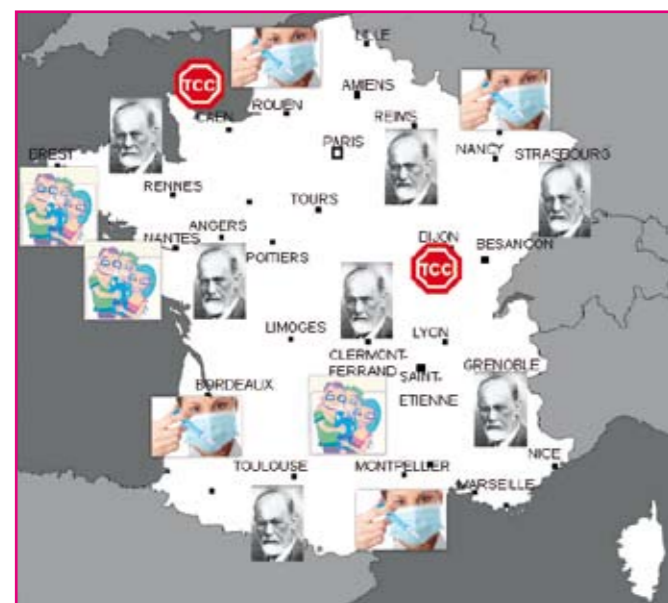 LILLE
TCC
AMIENS
ROUEN
CAEN
REIMS
PARIS
NANCY
STRASBOURG
BREST
RENNES
TOURS
ANGERS
NANTES
DIJON
BESANCON
POITIERS
TCC
LIMOGES
LYON
CLERMONT-
FERRAND
GRENOBLE
SAINT-
ETIENNE
BORDEAUX
NICE
TOULOUSE
MONTPELLIER
MARSEILLE